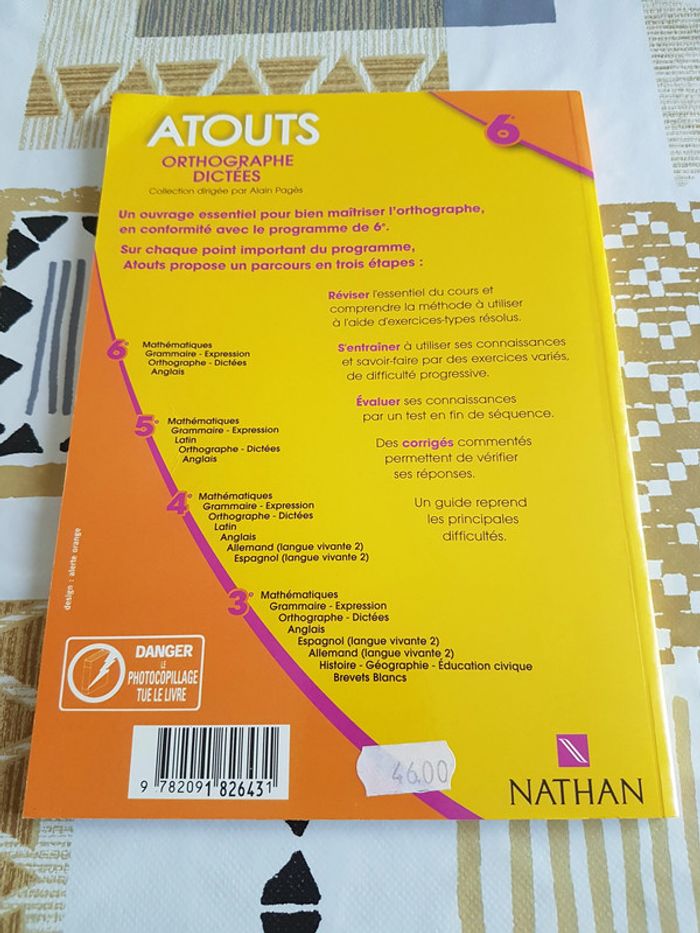 ATOUTS
ORTHOGRAPHE
DICTÉES
Collection dirigée par Alain Pagès
6e
Un ouvrage essentiel pour bien maîtriser l'orthographe,
en conformité avec le programme de 6e.
Sur chaque point important du programme,
Atouts propose un parcours en trois étapes :
Réviser l'essentiel du cours et
comprendre la méthode à utiliser
à l'aide d'exercices-types résolus.
S'entraîner à utiliser ses connaissances
et savoir-faire par des exercices variés,
de difficulté progressive.
Évaluer ses connaissances
par un test en fin de séquence.
Des corrigés commentés
permettent de vérifier
ses réponses.
Un guide reprend
les principales
difficultés.
6e
Mathématiques
Grammaire - Expression
Orthographe - Dictées
Anglais
5e
Mathématiques
Grammaire - Expression
Latin
Orthographe - Dictées
Anglais
4e
Mathématiques
Grammaire - Expression
Orthographe - Dictées
Latin
Anglais
Allemand (langue vivante 2)
Espagnol (langue vivante 2)
3e
Mathématiques
Grammaire - Expression
Orthographe - Dictées
Anglais
Espagnol (langue vivante 2)
Allemand (langue vivante 2)
Histoire - Géographie - Éducation civique
Brevets Blancs
design : alerte orange
DANGER
LE
PHOTOCOPILLAGE
TUE LE LIVRE
9 782091 826431
46.00
NATHAN